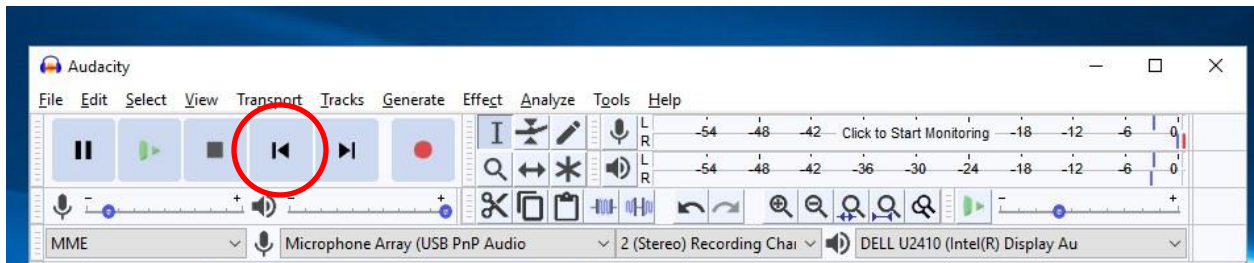 Audacity
File Edit Select View Transport Tracks Generate Effect Analyze Tools Help
L
R
-54 -48 -42 Click to Start Monitoring -18 -12 -6 0
L
R
-54 -48 -42 -36 -30 -24 -18 -12 -6 0
MME Microphone Array (USB PnP Audio 2 (Stereo) Recording Chai DELL U2410 (Intel(R) Display Au